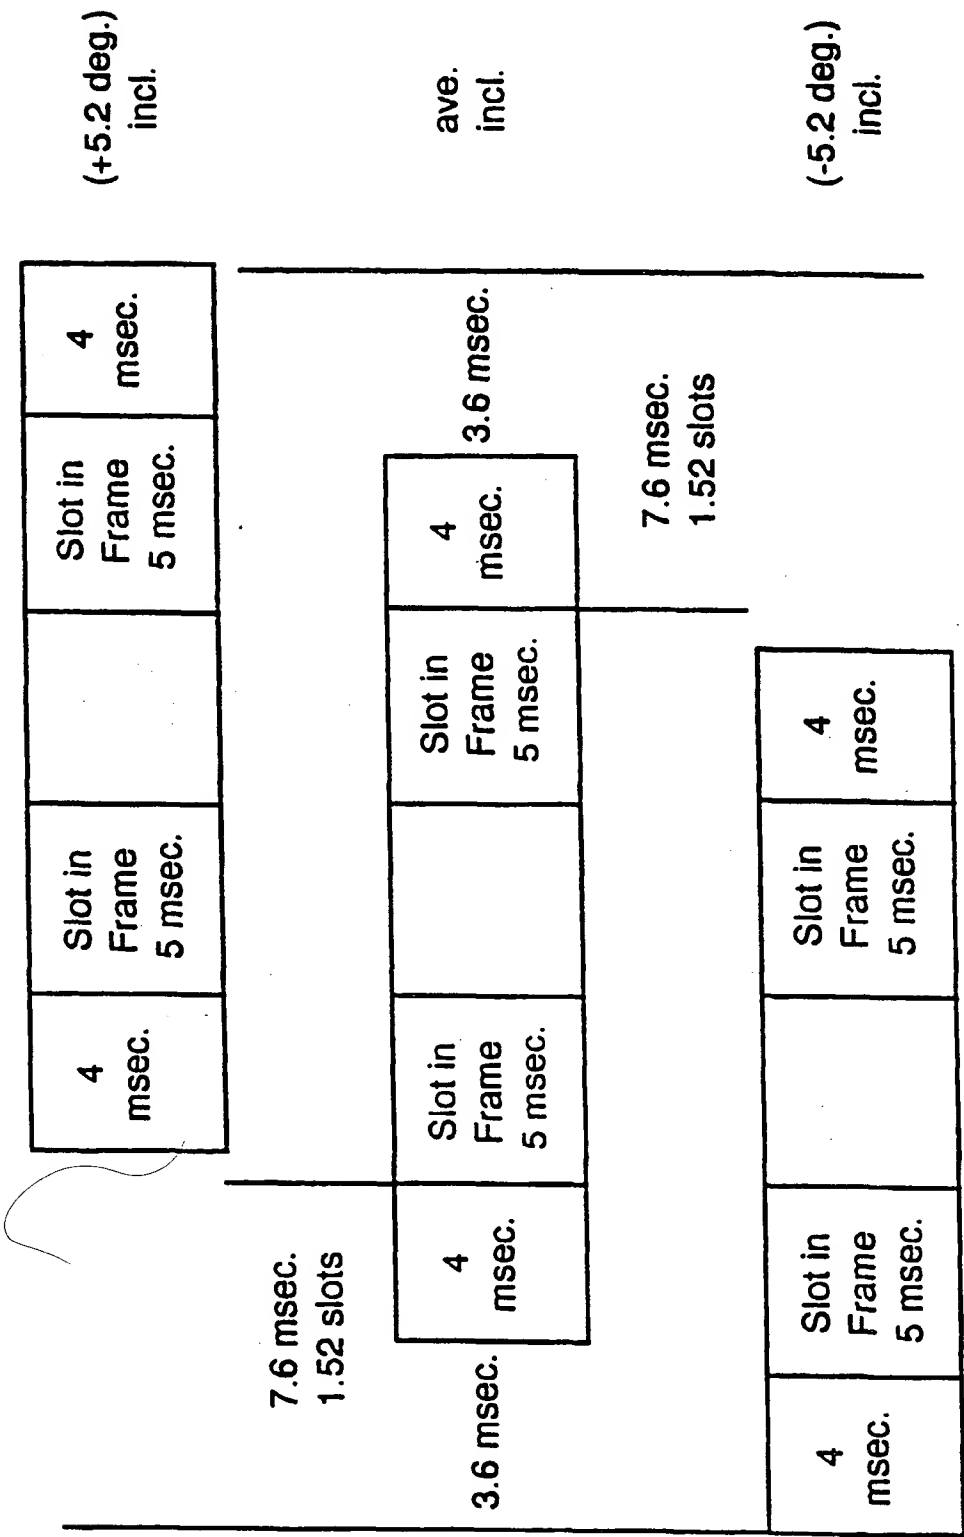 4
msec.
Slot in
Frame
5 msec.
Slot in
Frame
5 msec.
4
msec.
(+5.2 deg.)
incl.
7.6 msec.
1.52 slots
3.6 msec.
4
msec.
Slot in
Frame
5 msec.
Slot in
Frame
5 msec.
4
msec.
3.6 msec.
ave.
incl.
7.6 msec.
1.52 slots
4
msec.
Slot in
Frame
5 msec.
Slot in
Frame
5 msec.
4
msec.
(-5.2 deg.)
incl.